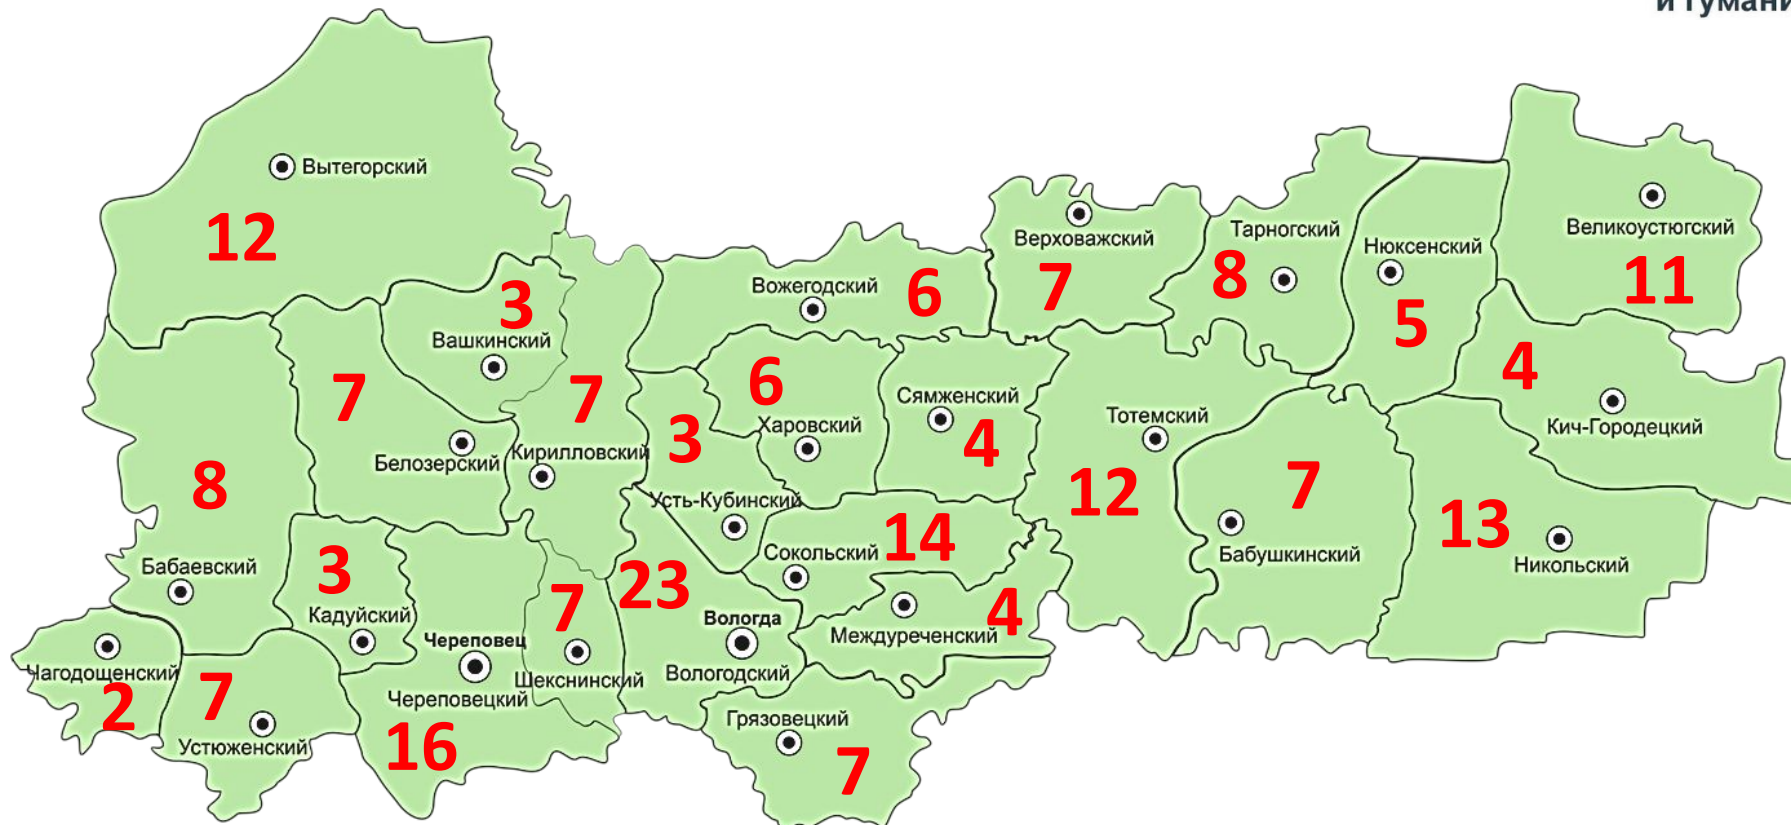 и гумани
Вытегорский
12
Великоустюгский
11
Верховажский
7
Тарногский
8
Нюксенский
5
Вожегодский
6
Вашкинский
3
Кич-Городецкий
4
Харовский
6
Сямженский
4
Тотемский
12
Белозерский
7
Кирилловский
7
Усть-Кубинский
3
Бабушкинский
7
Никольский
13
Бабаевский
8
Сокольский
14
Кадуйский
3
Череповец
Череповецкий
16
Шекснинский
7
Вологда
Вологодский
23
Междуреченский
4
Чагодощенский
2
Устюженский
7
Грязовецкий
7